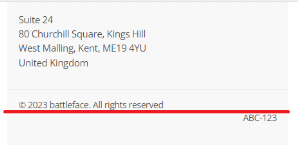 Suite 24
80 Churchill Square, Kings Hill
West Malling, Kent, ME19 4YU
United Kingdom
© 2023 battleface. All rights reserved
ABC-123